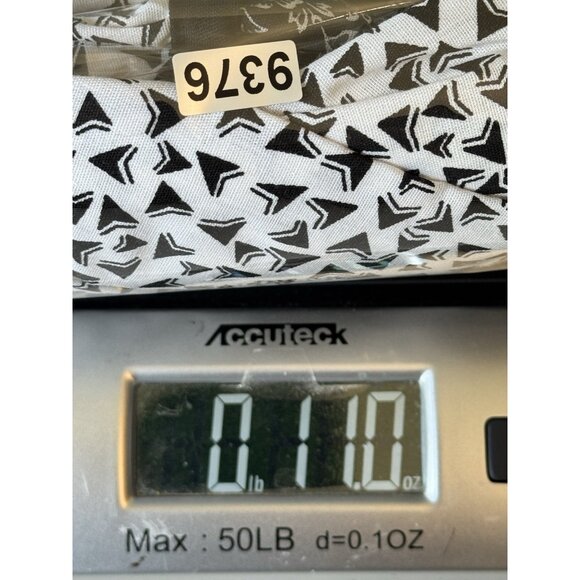 9376
Accuteck
0 lb 11.0 oz
Max : 50LB d=0.1OZ